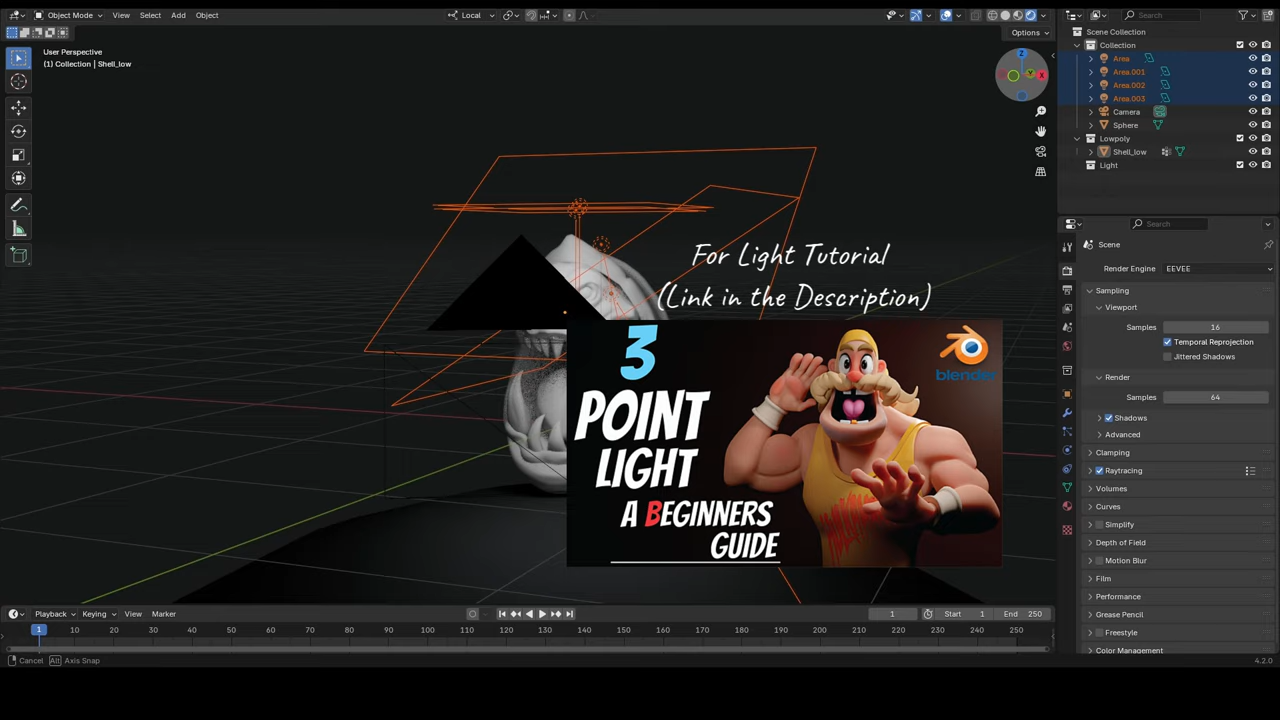 Object Mode
View
Select
Add
Object
Local
Search
Options
User Perspective
(1) Collection | Shell_low
Z
Y
X
Scene Collection
Collection
Area
Area.001
Area.002
Area.003
Camera
Sphere
Lowpoly
Shell_low
Light
Search
Scene
Render Engine
EEVEE
Sampling
Viewport
Samples
16
Temporal Reprojection
Jittered Shadows
Render
Samples
64
Shadows
Advanced
Clamping
Raytracing
Volumes
Curves
Simplify
Depth of Field
Motion Blur
Film
Performance
Grease Pencil
Freestyle
Color Management
For Light Tutorial
(Link in the Description)
3
POINT
LIGHT
A BEGINNERS
GUIDE
blender
Playback
Keying
View
Marker
1
Start 1
End 250
1 10 20 30 40 50 60 70 80 90 100 110 120 130 140 150 160 170 180 190 200 210 220 230 240 250
Cancel
Alt
Axis Snap
4.2.0